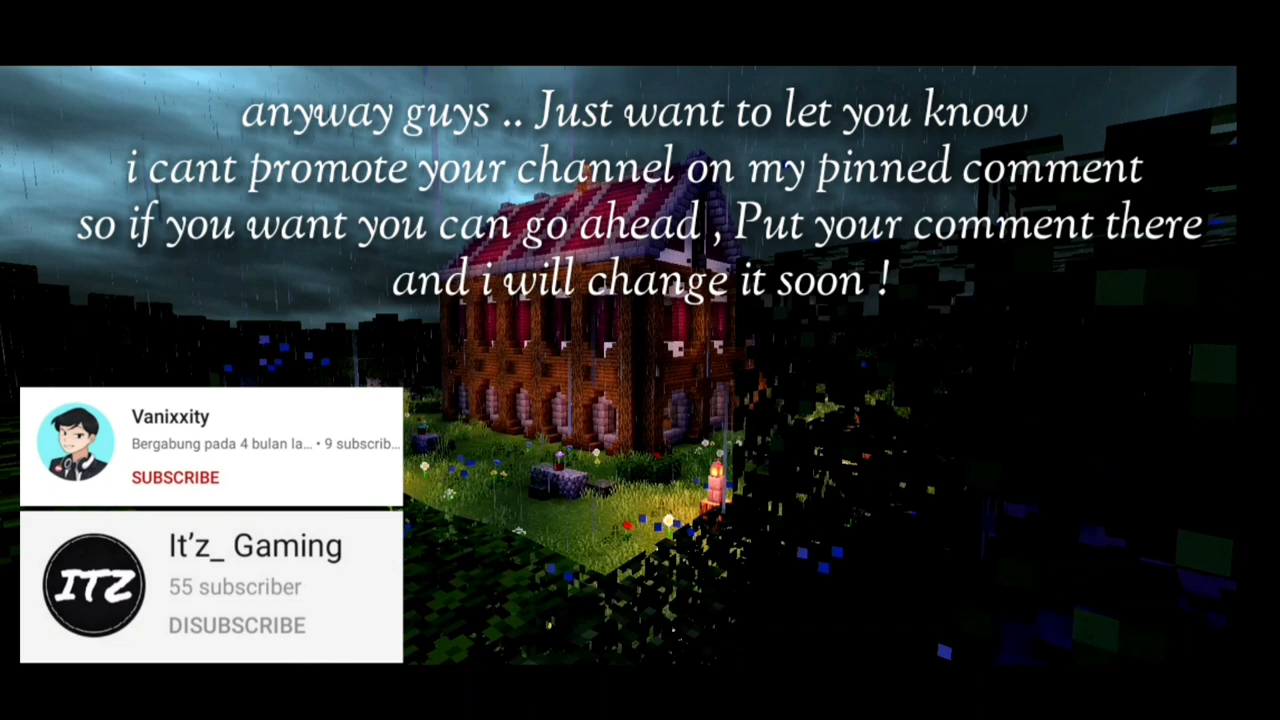 anyway guys .. Just want to let you know
i cant promote your channel on my pinned comment
so if you want you can go ahead , Put your comment there
and i will change it soon !
Vanixxity
Bergabung pada 4 bulan la... • 9 subscrib...
SUBSCRIBE
It’z_ Gaming
ITZ
55 subscriber
DISUBSCRIBE